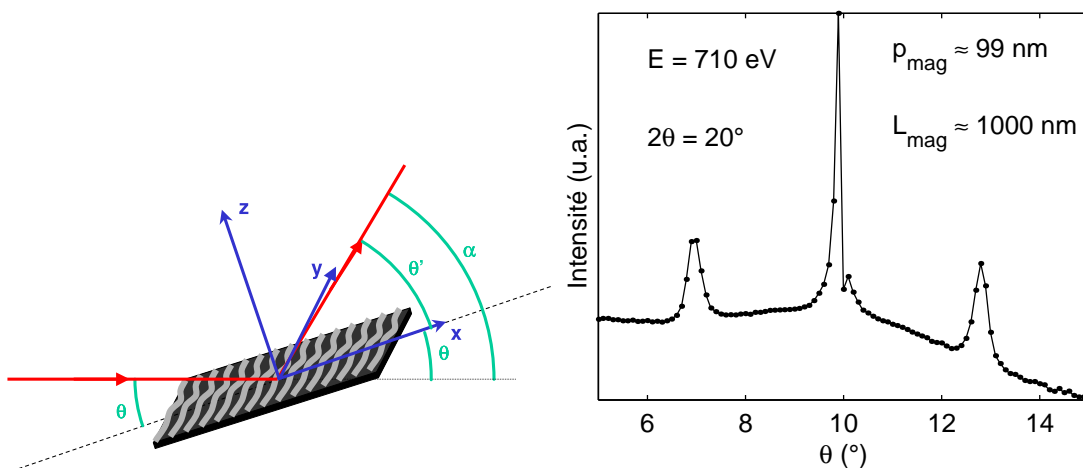 z
y
x
θ
θ
θ'
α
E = 710 eV
p_mag ≈ 99 nm
2θ = 20°
L_mag ≈ 1000 nm
Intensité (u.a.)
6
8
10
12
14
θ (°)